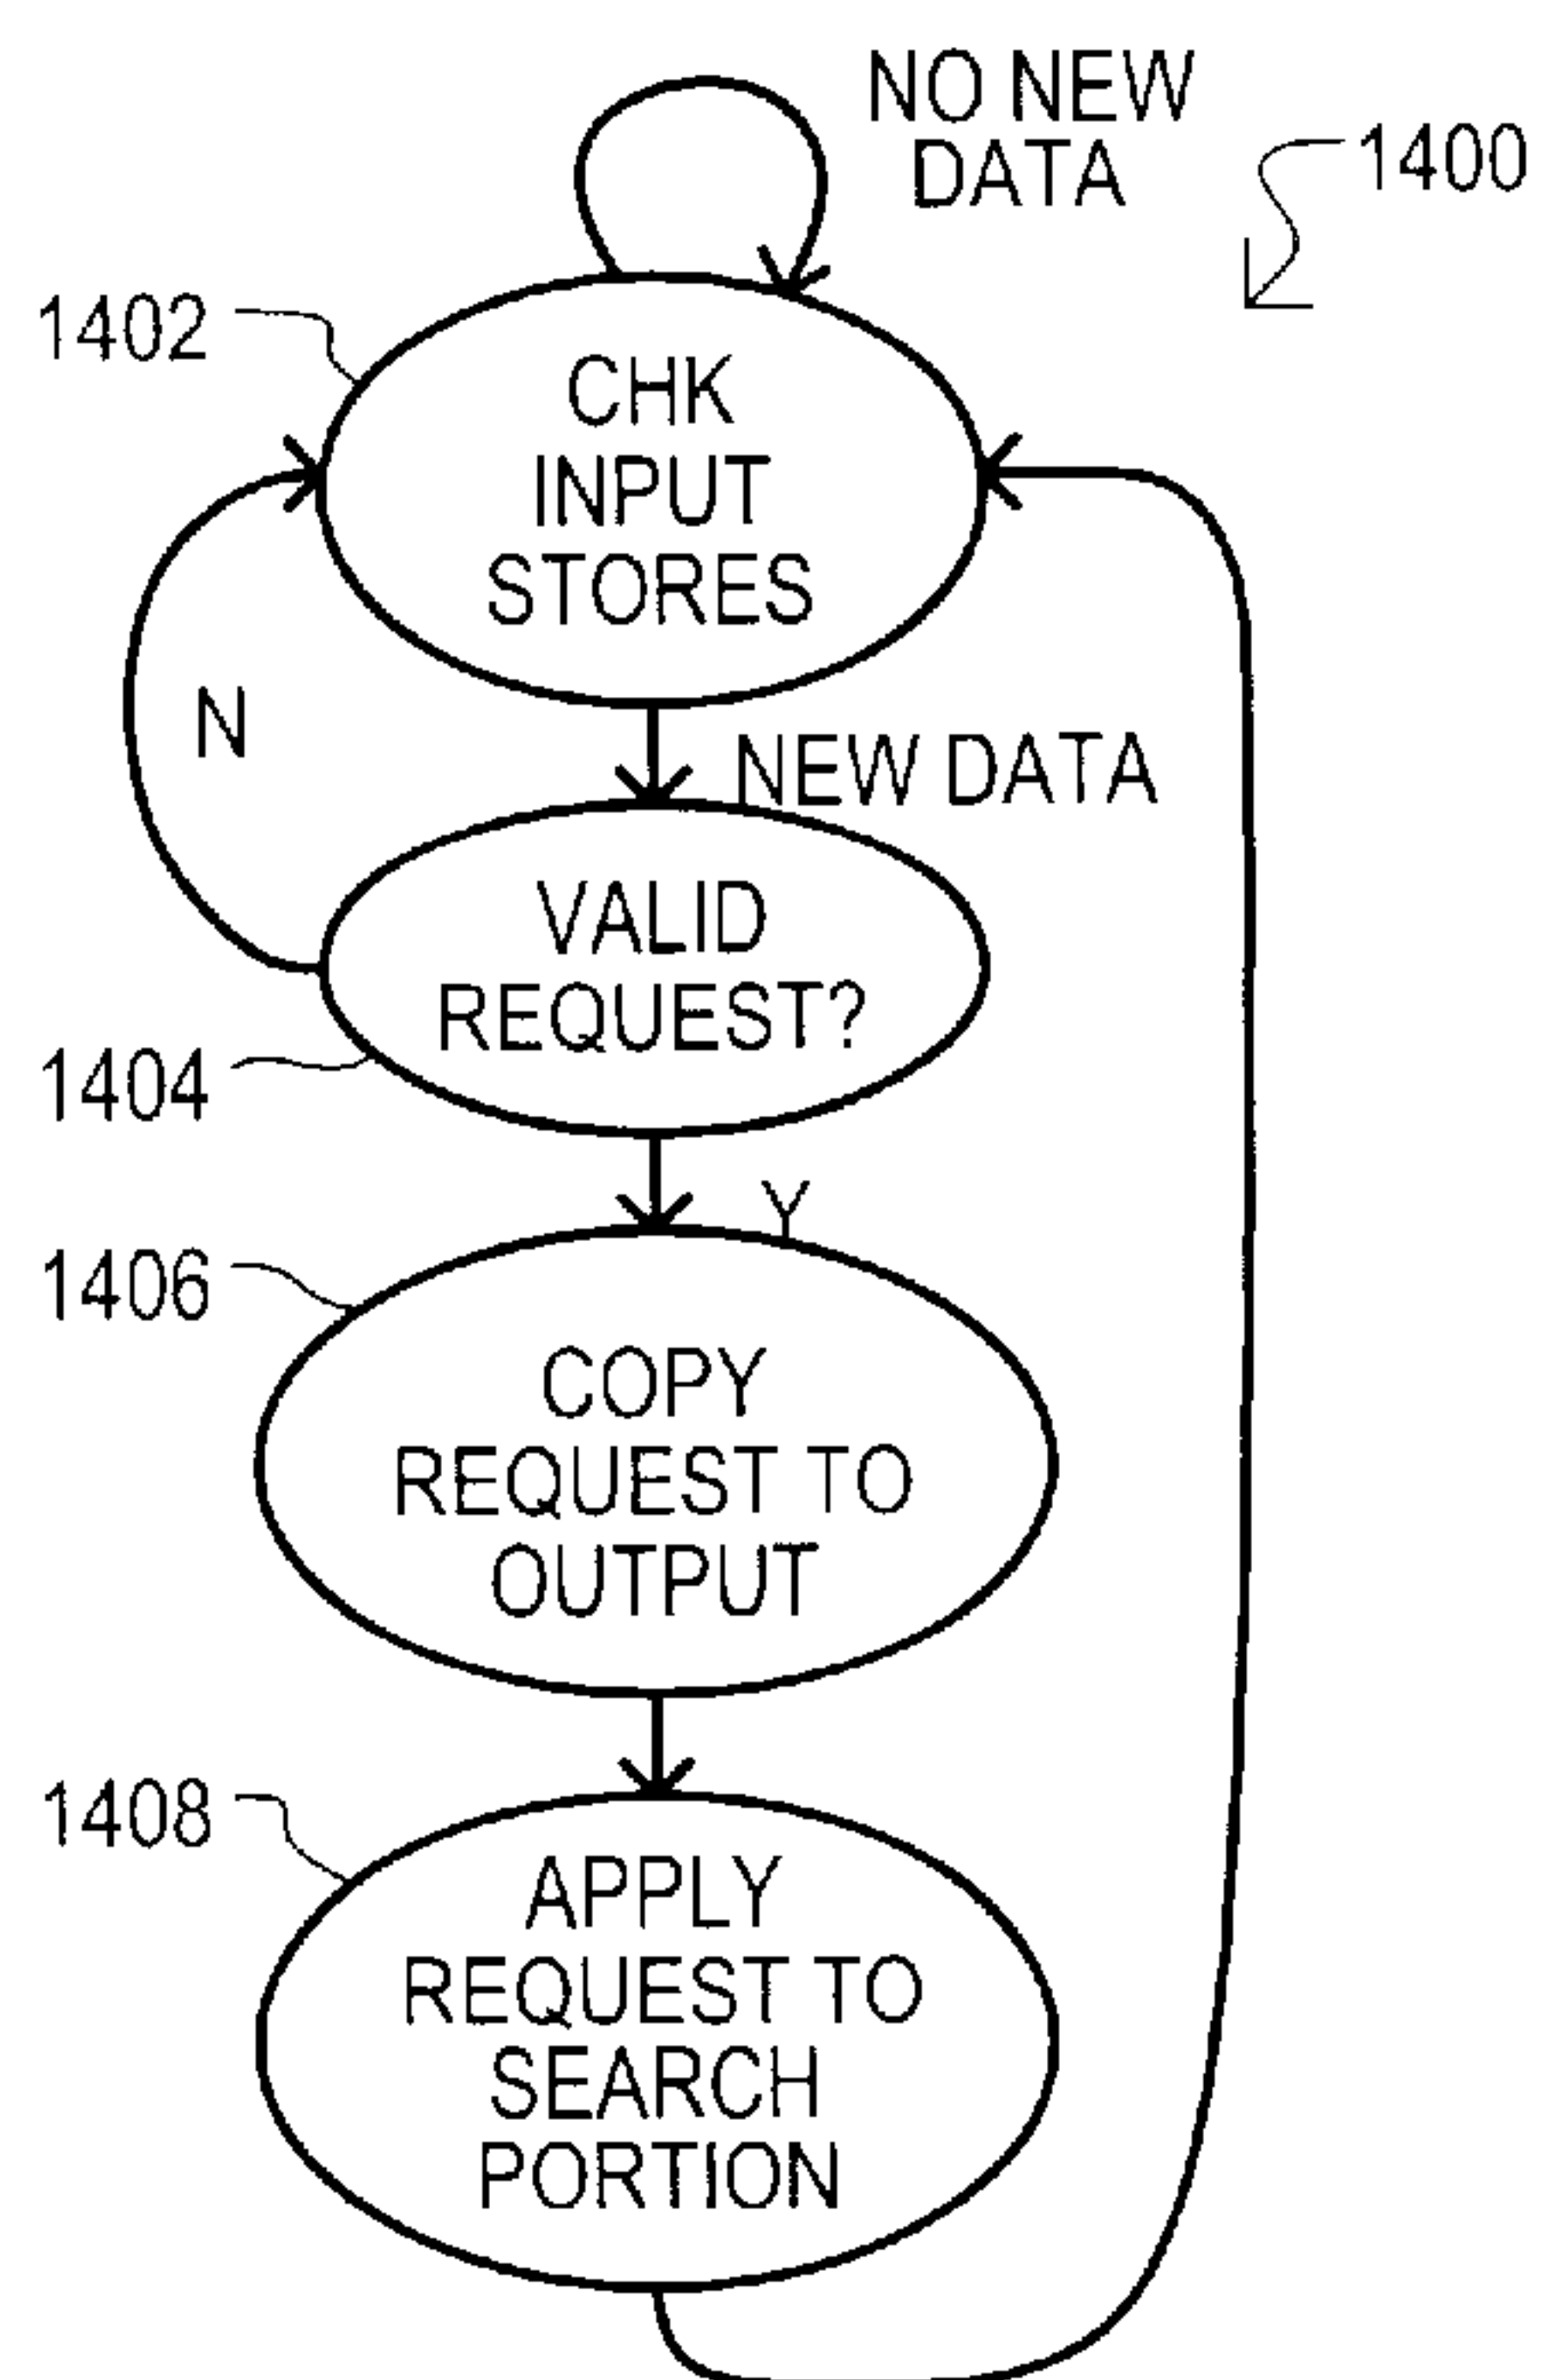 NO NEW
DATA
1400
1402
CHK
INPUT
STORES
N
NEW DATA
VALID
REQUEST?
1404
Y
1406
COPY
REQUEST TO
OUTPUT
1408
APPLY
REQUEST TO
SEARCH
PORTION